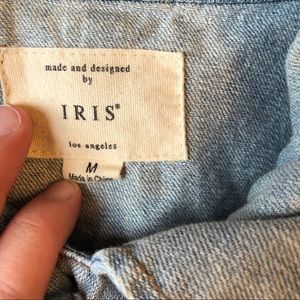 made and designed
by
IRIS®
los angeles
M
Made in China